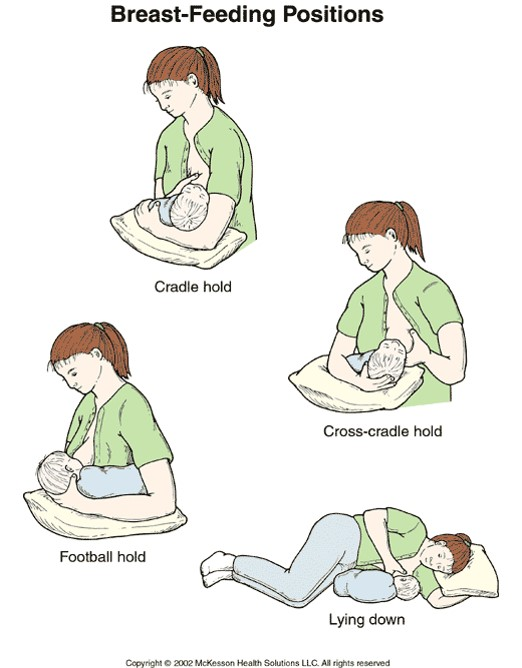 Breast-Feeding Positions
Cradle hold
Cross-cradle hold
Football hold
Lying down
Copyright © 2002 McKesson Health Solutions LLC. All rights reserved